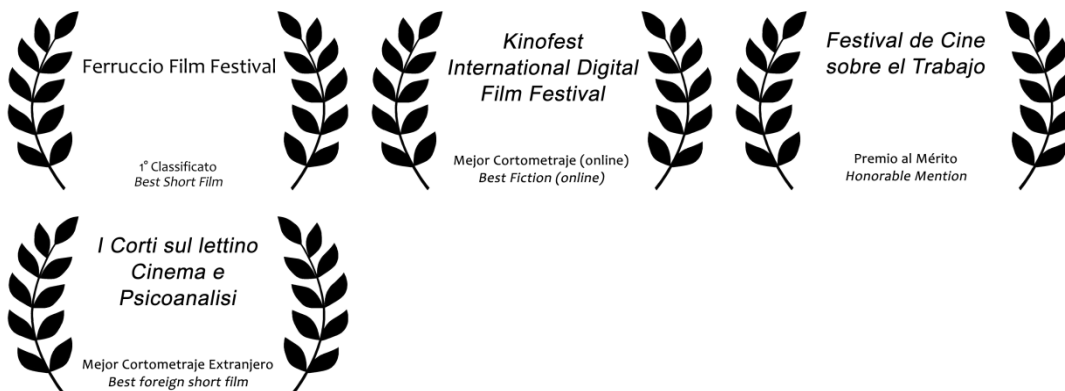 Ferruccio Film Festival
1° Classificato
Best Short Film
Kinofest
International Digital
Film Festival
Mejor Cortometraje (online)
Best Fiction (online)
Festival de Cine
sobre el Trabajo
Premio al Mérito
Honorable Mention
I Corti sul lettino
Cinema e
Psicoanalisi
Mejor Cortometraje Extranjero
Best foreign short film